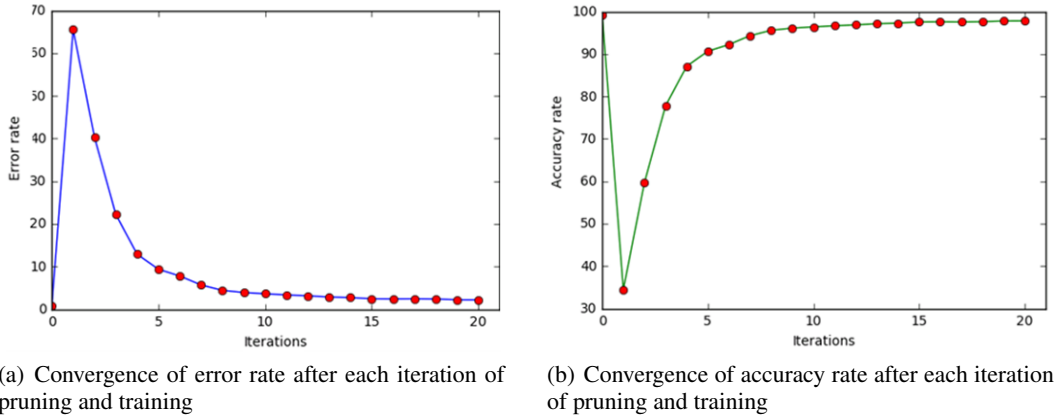 70
50
50
40
30
20
10
0
Error rate
0 5 10 15 20
Iterations
(a) Convergence of error rate after each iteration of
pruning and training
100
90
80
70
60
50
40
30
Accuracy rate
0 5 10 15 20
Iterations
(b) Convergence of accuracy rate after each iteration
of pruning and training